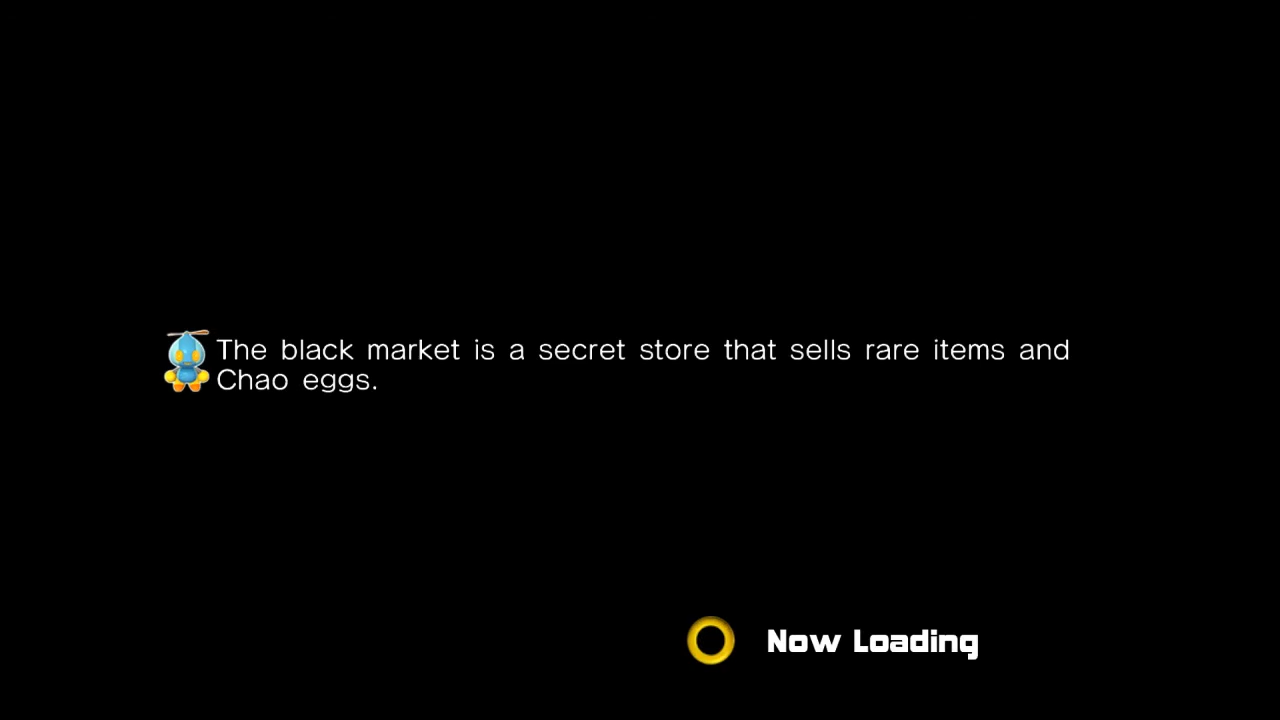 The black market is a secret store that sells rare items and
Chao eggs.
Now Loading